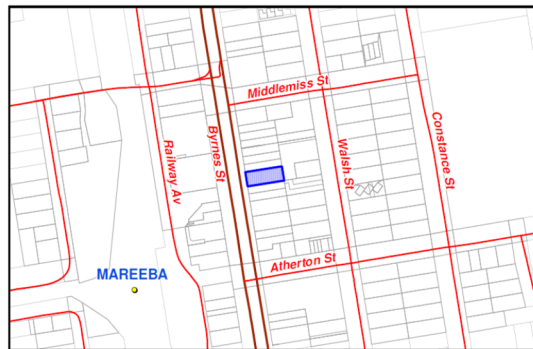 Middlemiss St
Railway Av
Byrnes St
Walsh St
Constance St
Atherton St
MAREEBA